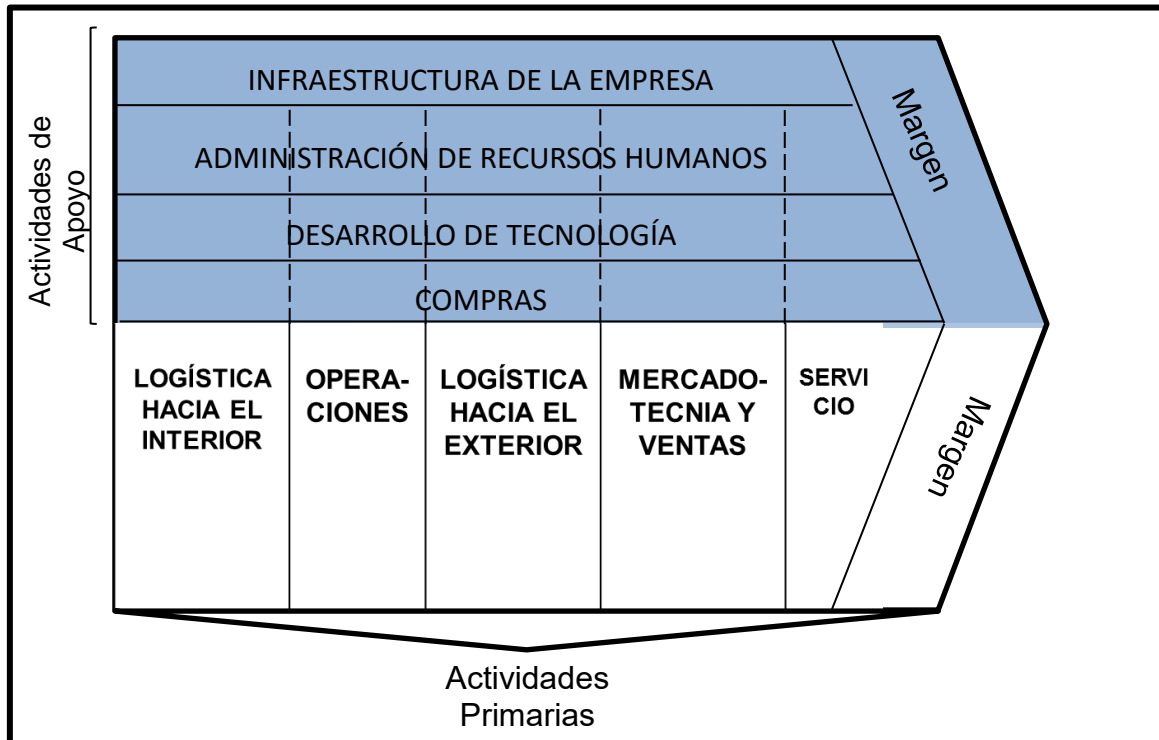 Actividades de
Apoyo
INFRAESTRUCTURA DE LA EMPRESA
ADMINISTRACIÓN DE RECURSOS HUMANOS
DESARROLLO DE TECNOLOGÍA
COMPRAS
Margen
LOGÍSTICA
HACIA EL
INTERIOR
OPERA-
CIONES
LOGÍSTICA
HACIA EL
EXTERIOR
MERCADO-
TECNIA Y
VENTAS
SERVI
CIO
Margen
Actividades
Primarias